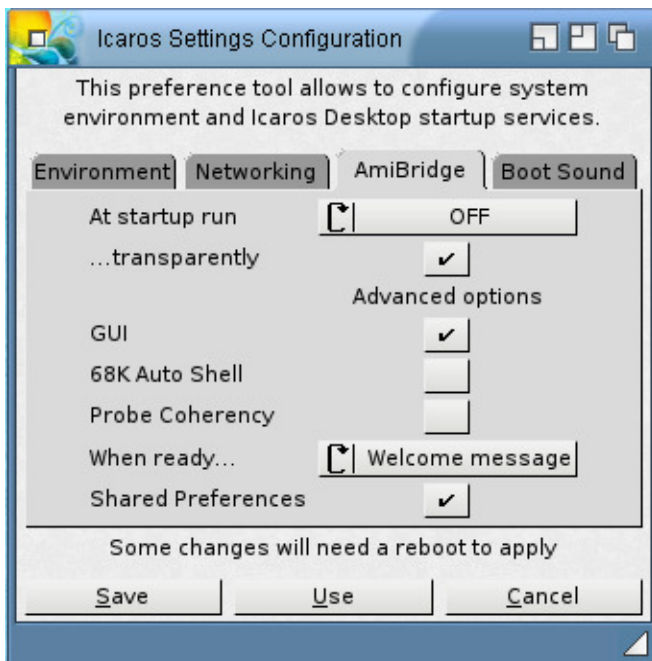 Icaros Settings Configuration
This preference tool allows to configure system
environment and Icaros Desktop startup services.
Environment Networking AmiBridge Boot Sound
At startup run OFF
...transparently
Advanced options
GUI
68K Auto Shell
Probe Coherency
When ready... Welcome message
Shared Preferences
Some changes will need a reboot to apply
Save Use Cancel